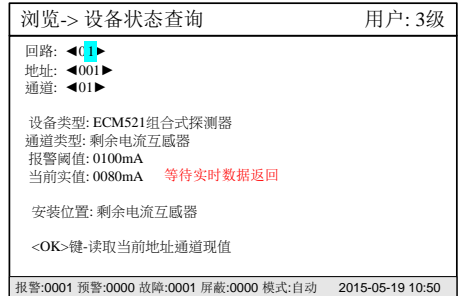 浏览-> 设备状态查询 用户: 3级
回路: ◄01►
地址: ◄001►
通道: ◄01►
设备类型: ECM521组合式探测器
通道类型: 剩余电流互感器
报警阈值: 0100mA
当前实值: 0080mA 等待实时数据返回
安装位置: 剩余电流互感器
<OK>键-读取当前地址通道现值
报警:0001 预警:0000 故障:0001 屏蔽:0000 模式:自动 2015-05-19 10:50